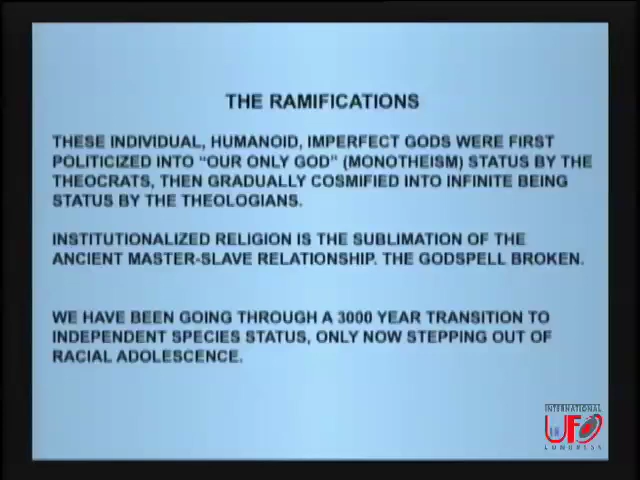 THE RAMIFICATIONS
THESE INDIVIDUAL, HUMANOID, IMPERFECT GODS WERE FIRST
POLITICIZED INTO “OUR ONLY GOD” (MONOTHEISM) STATUS BY THE
THEOCRATS, THEN GRADUALLY COSMIFIED INTO INFINITE BEING
STATUS BY THE THEOLOGIANS.
INSTITUTIONALIZED RELIGION IS THE SUBLIMATION OF THE
ANCIENT MASTER-SLAVE RELATIONSHIP. THE GODSPELL BROKEN.
WE HAVE BEEN GOING THROUGH A 3000 YEAR TRANSITION TO
INDEPENDENT SPECIES STATUS, ONLY NOW STEPPING OUT OF
RACIAL ADOLESCENCE.
INTERNATIONAL
UFO
CONGRESS